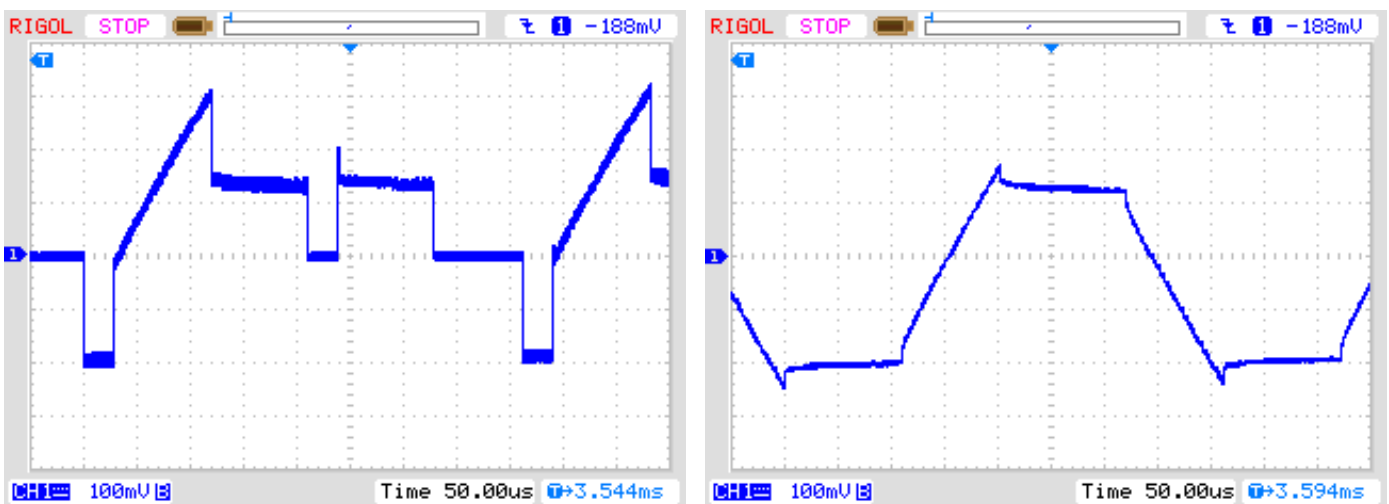 RIGOL STOP 1 -188mV
T
1
CH1 100mV B Time 50.00us T→3.544ms
RIGOL STOP 1 -188mV
T
1
CH1 100mV B Time 50.00us T→3.594ms